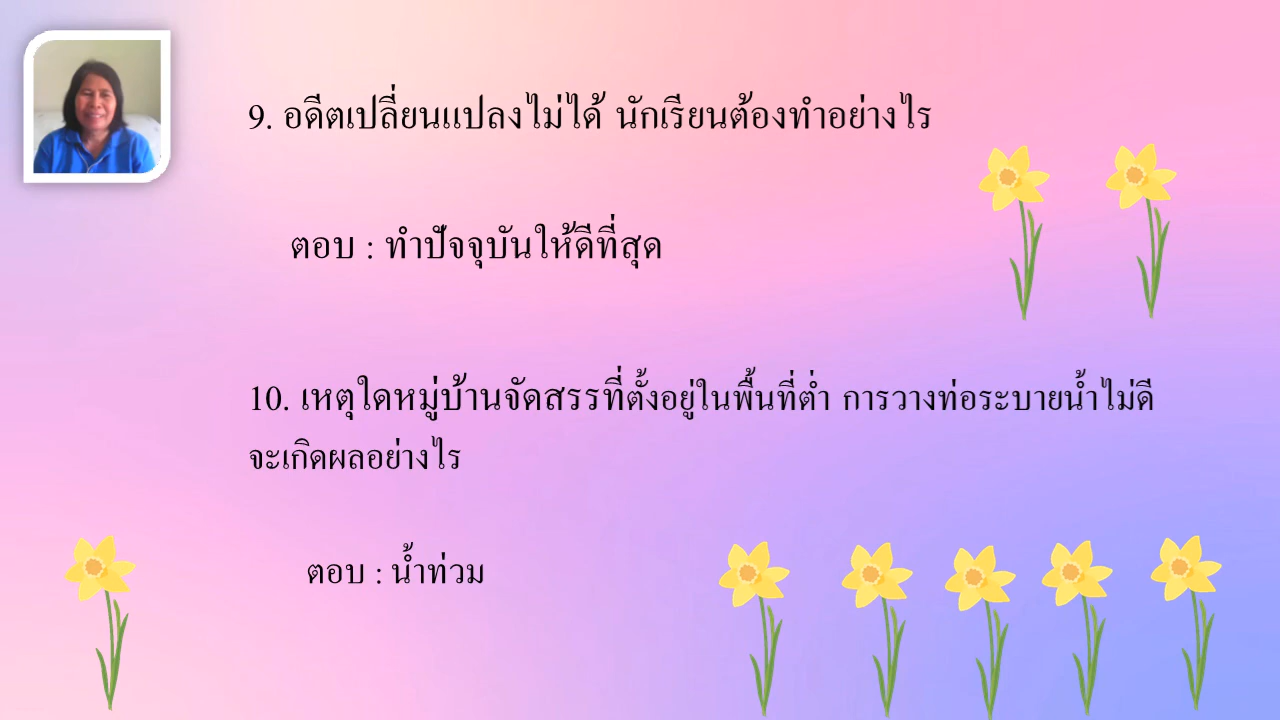 9. อดีตเปลี่ยนแปลงไม่ได้ นักเรียนต้องทำอย่างไร
ตอบ : ทำปัจจุบันให้ดีที่สุด
10. เหตุใดหมู่บ้านจัดสรรที่ตั้งอยู่ในพื้นที่ต่ำ การวางท่อระบายน้ำไม่ดี
จะเกิดผลอย่างไร
ตอบ : น้ำท่วม